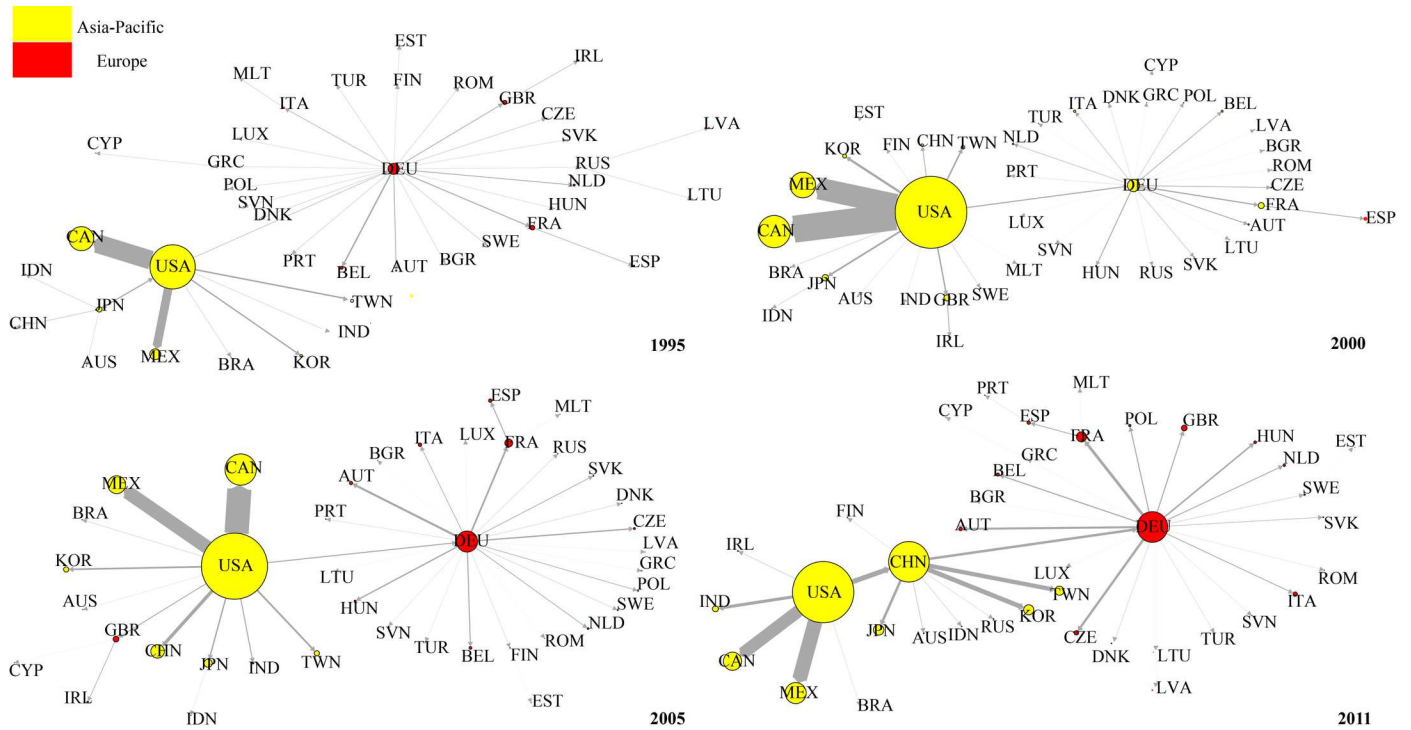 Asia-Pacific
Europe
EST
IRL
MLT
TUR
FIN
ROM
ITA
GBR
CZE
LUX
SVK
LVA
CYP
GRC
DEU
RUS
POL
NLD
SVN
HUN
LTU
DNK
FRA
CAN
SWE
PRT
BEL
AUT
BGR
ESP
IDN
USA
JPN
TWN
CHN
IND
AUS
MEX
BRA
KOR
1995
CYP
ITA
DNK
GRC
POL
BEL
EST
TUR
LVA
KOR
FIN
CHN
TWN
NLD
BGR
PRT
ROM
MEX
USA
DEU
CZE
FRA
CAN
LUX
AUT
ESP
SVN
LTU
BRA
JPN
MLT
HUN
RUS
SVK
AUS
IND
GBR
SWE
IDN
IRL
2000
ESP
MLT
ITA
LUX
FRA
CAN
BGR
RUS
MEX
AUT
SVK
BRA
PRT
DNK
CZE
KOR
USA
DEU
LVA
LTU
GRC
AUS
POL
HUN
SWE
GBR
SVN
NLD
CHN
JPN
IND
TWN
TUR
BEL
FIN
ROM
CYP
IRL
IDN
EST
2005
PRT
MLT
CYP
ESP
POL
GBR
FRA
HUN
EST
GRC
BEL
NLD
BGR
SWE
FIN
AUT
DEU
SVK
IRL
CHN
USA
LUX
TWN
ROM
IND
KOR
ITA
JPN
AUS
IDN
RUS
CZE
SVN
TUR
CAN
DNK
LTU
MEX
LVA
BRA
2011